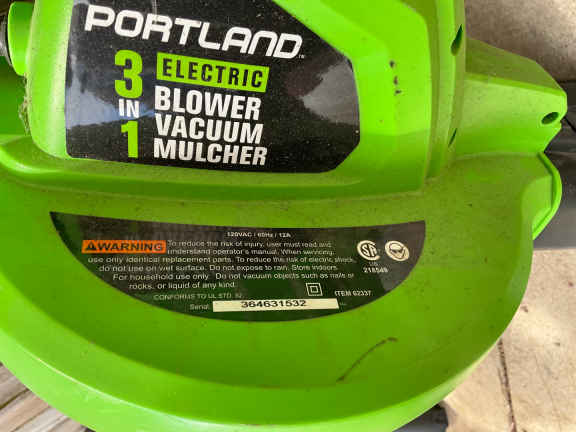 PORTLAND™
3 IN 1
ELECTRIC
BLOWER
VACUUM
MULCHER
120VAC / 60Hz / 12A
WARNING To reduce the risk of injury, user must read and
understand operator's manual. When servicing,
use only identical replacement parts. To reduce the risk of electric shock,
do not use on wet surface. Do not expose to rain. Store indoors.
For household use only. Do not vacuum objects such as nails or
rocks, or liquid of any kind.
218549
CONFORMS TO UL STD. 82
ITEM 62337
Serial: 364631532